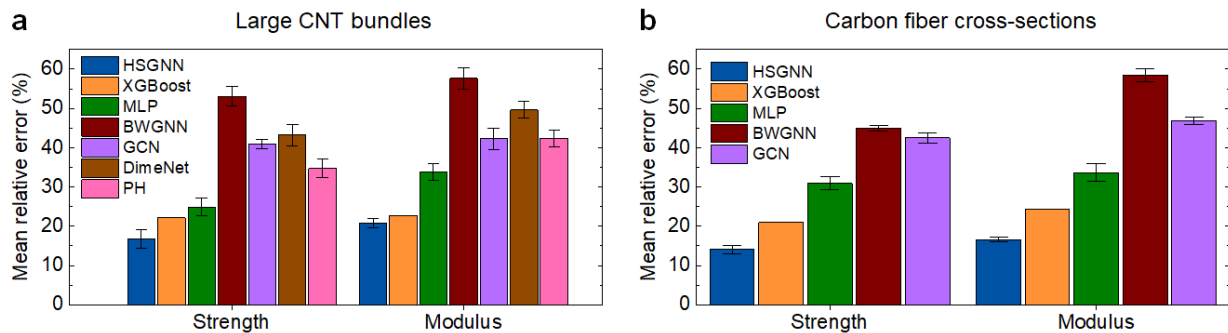 a
Large CNT bundles
Mean relative error (%)
60
50
40
30
20
10
0
HSGNN
XGBoost
MLP
BWGNN
GCN
DimeNet
PH
Strength
Modulus
b
Carbon fiber cross-sections
Mean relative error (%)
60
50
40
30
20
10
0
HSGNN
XGBoost
MLP
BWGNN
GCN
Strength
Modulus